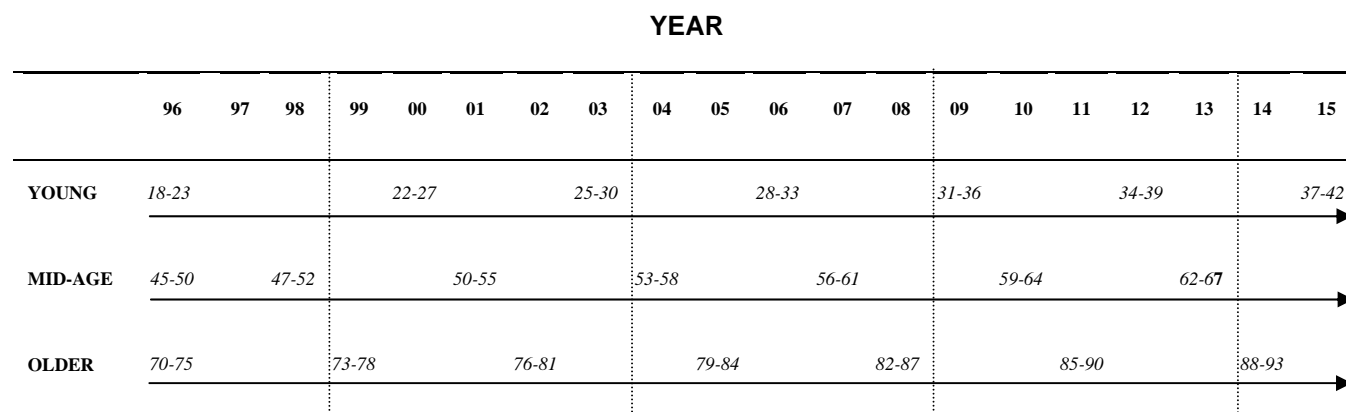 YEAR
96 97 98 99 00 01 02 03 04 05 06 07 08 09 10 11 12 13 14 15
YOUNG 18-23 22-27 25-30 28-33 31-36 34-39 37-42
MID-AGE 45-50 47-52 50-55 53-58 56-61 59-64 62-67
OLDER 70-75 73-78 76-81 79-84 82-87 85-90 88-93